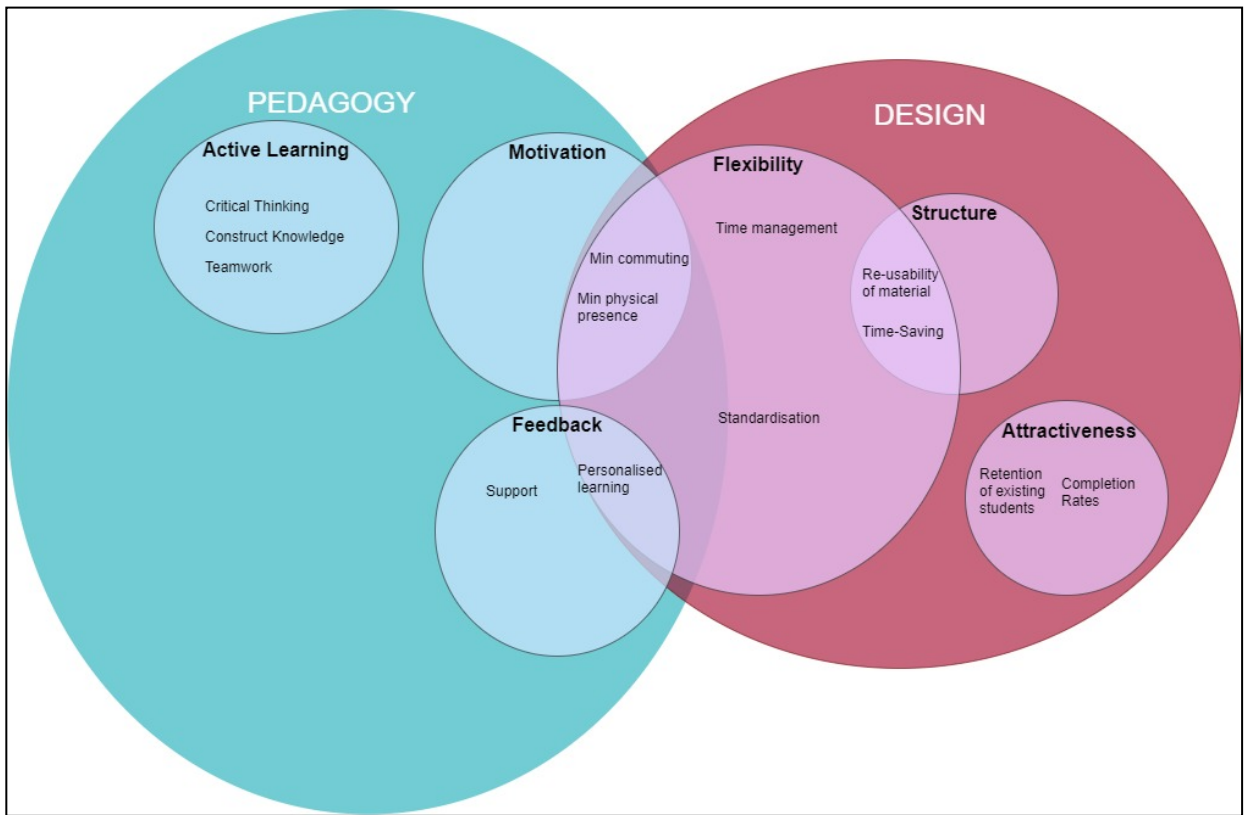 PEDAGOGY
Active Learning
Critical Thinking
Construct Knowledge
Teamwork
Motivation
Min commuting
Min physical
presence
Feedback
Support
Personalised
learning
DESIGN
Flexibility
Time management
Standardisation
Structure
Re-usability
of material
Time-Saving
Attractiveness
Retention
of existing
students
Completion
Rates